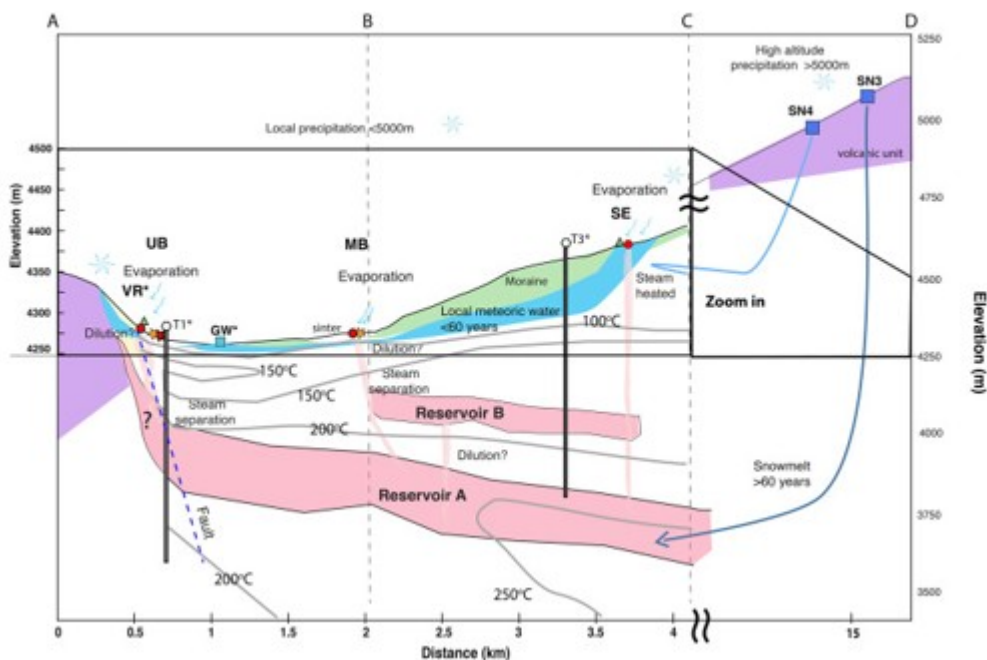 A
B
C
D
High altitude
precipitation >5000m
SN3
SN4
volcanic unit
Local precipitation <5000m
Evaporation
SE
UB
Evaporation
VR*
T1*
Dilution??
GW*
MB
Evaporation
sinter
T3*
Moraine
Steam
heated
Local meteoric water
<60 years
100°C
Zoom in
Dilution?
150°C
Steam
separation
150°C
Steam
separation
200°C
Reservoir B
Dilution?
?
Reservoir A
Snowmelt
>60 years
Fault
200°C
250°C
Elevation (m)
4500
4450
4400
4350
4300
4250
5250
5000
4750
4500
4250
4000
3750
3500
Elevation (m)
0
0.5
1
1.5
2
2.5
3
3.5
4
15
Distance (km)